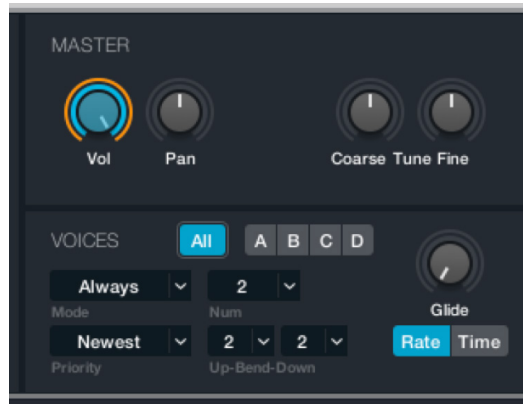 MASTER
Vol Pan Coarse Tune Fine
VOICES All A B C D
Always 2
Mode Num Glide
Newest 2 2 Rate Time
Priority Up-Bend-Down